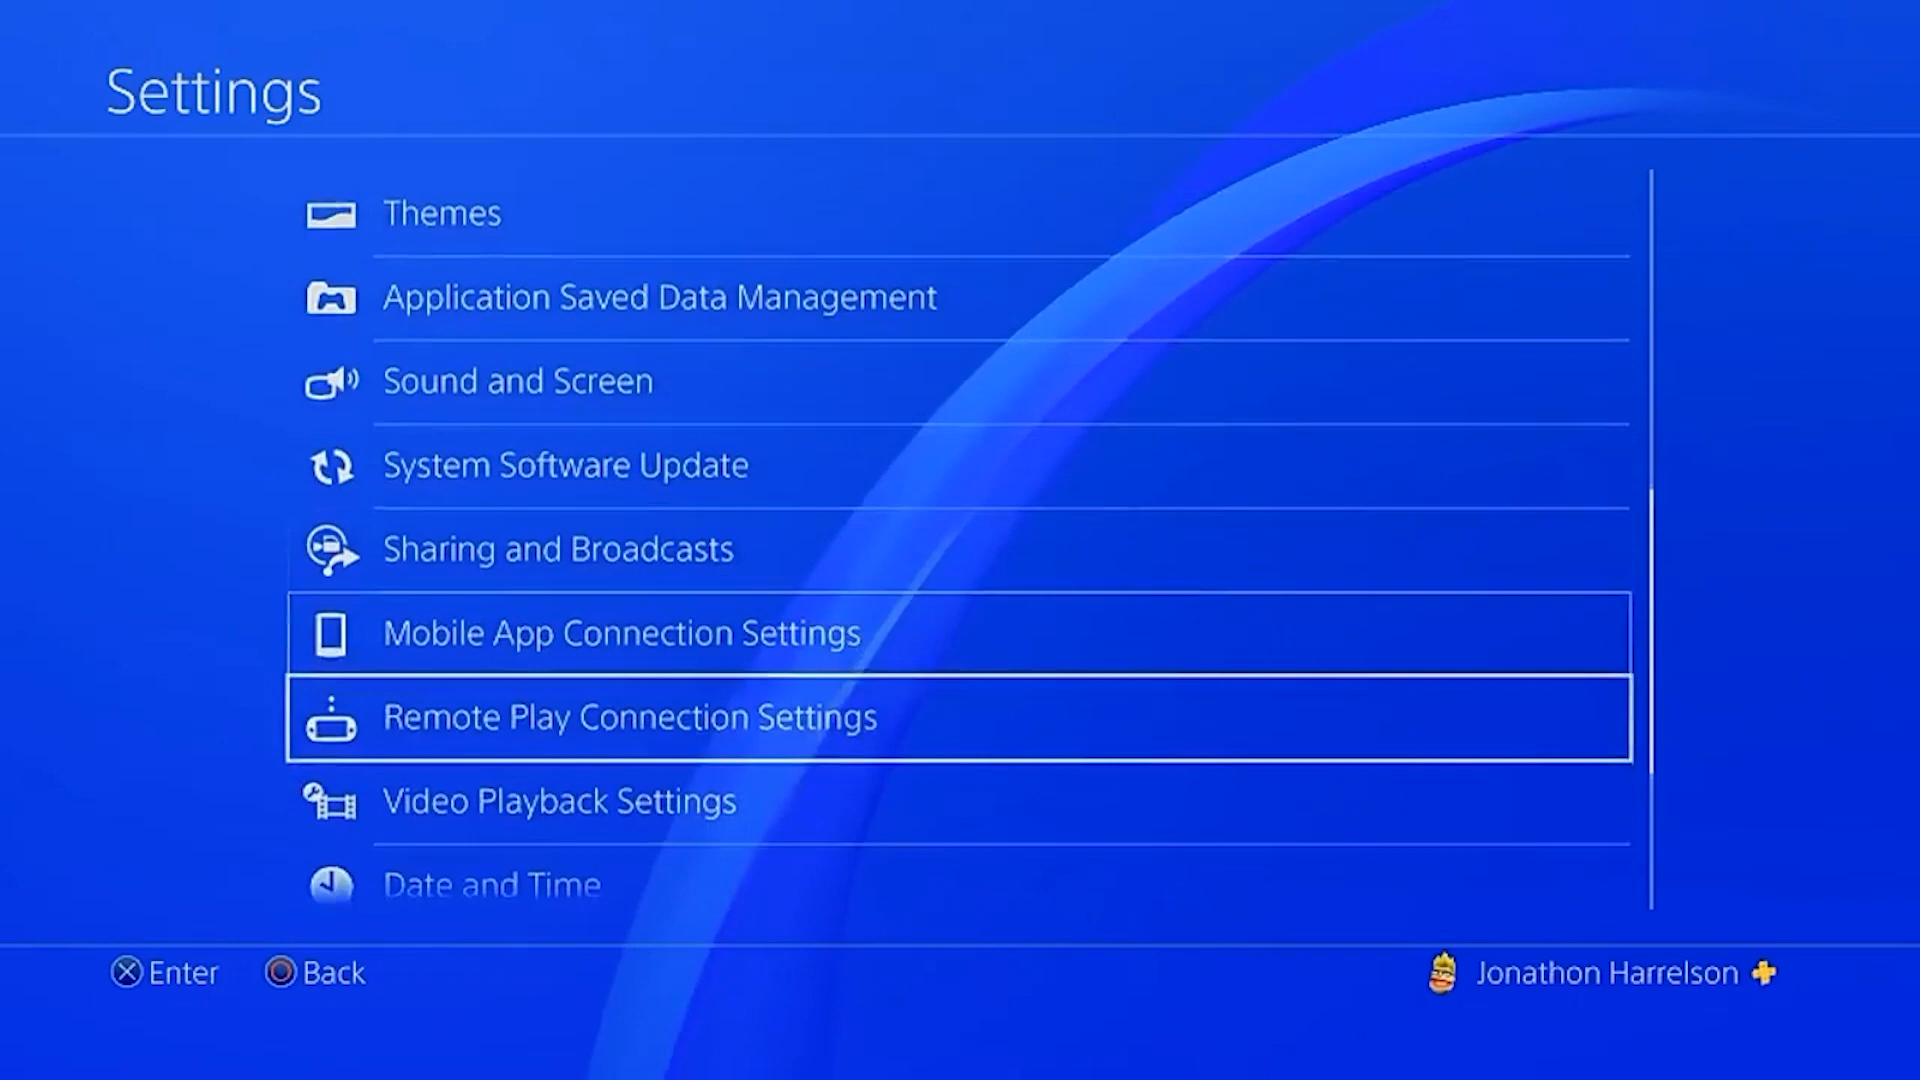 Settings
Themes
Application Saved Data Management
Sound and Screen
System Software Update
Sharing and Broadcasts
Mobile App Connection Settings
Remote Play Connection Settings
Video Playback Settings
Date and Time
Enter Back
Jonathon Harrelson